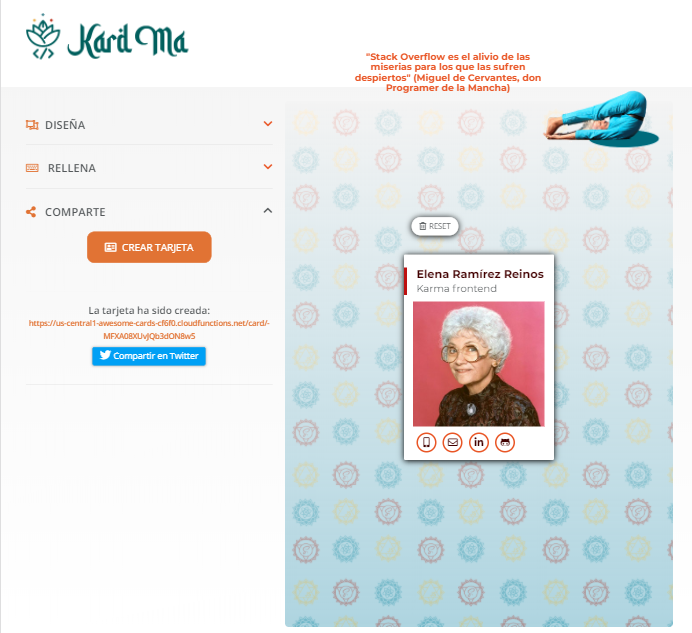 Kard Ma
"Stack Overflow es el alivio de las
miserias para los que las sufren
despiertos" (Miguel de Cervantes, don
Programer de la Mancha)
DISEÑA
RELLENA
COMPARTE
CREAR TARJETA
La tarjeta ha sido creada:
https://us-central1-awesome-cards-cf6f0.cloudfunctions.net/card/-
MFXA08XUvJQb3dON8w5
Compartir en Twitter
RESET
Elena Ramírez Reinos
Karma frontend
in